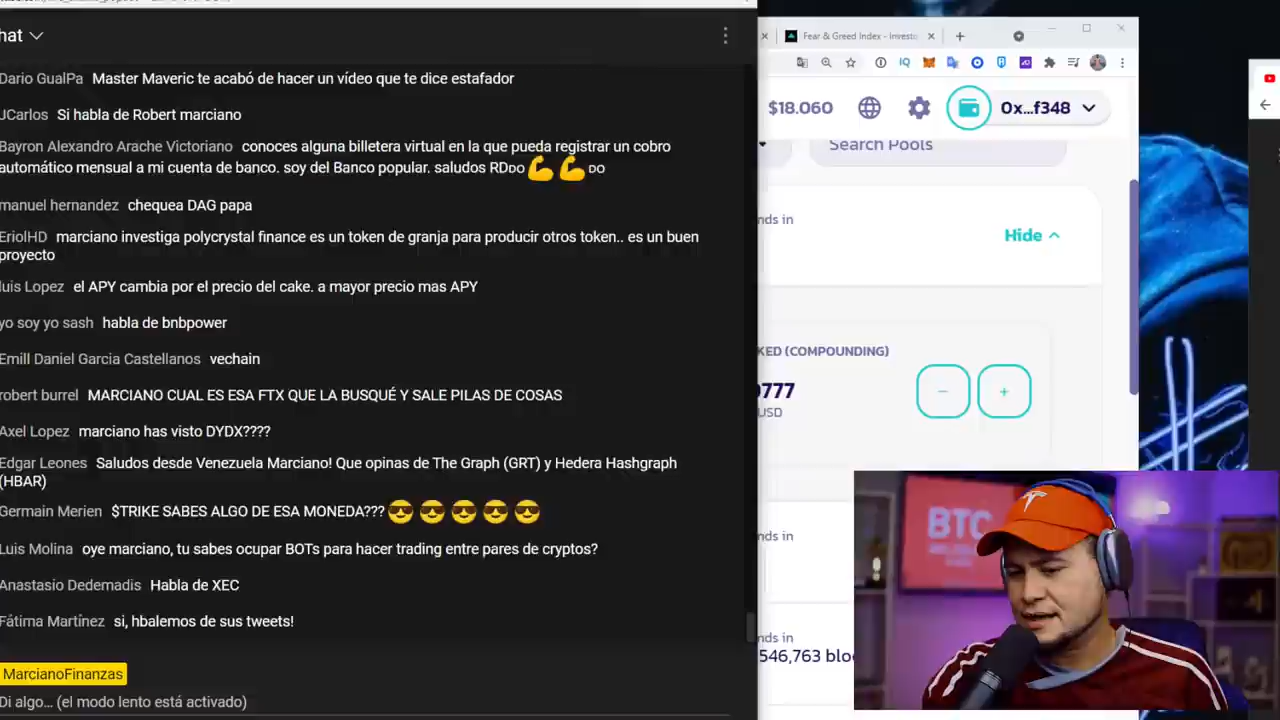 hat
Dario GualPa Master Maveric te acabó de hacer un vídeo que te dice estafador
JCarlos Si habla de Robert marciano
Bayron Alexandro Arache Victoriano conoces alguna billetera virtual en la que pueda registrar un cobro
automático mensual a mi cuenta de banco. soy del Banco popular. saludos RDDO💪💪DO
manuel hernandez chequea DAG papa
EriolHD marciano investiga polycrystal finance es un token de granja para producir otros token.. es un buen
proyecto
luis Lopez el APY cambia por el precio del cake. a mayor precio mas APY
yo soy yo sash habla de bnbpower
Emill Daniel Garcia Castellanos vechain
robert burrel MARCIANO CUAL ES ESA FTX QUE LA BUSQUÉ Y SALE PILAS DE COSAS
Axel Lopez marciano has visto DYDX????
Edgar Leones Saludos desde Venezuela Marciano! Que opinas de The Graph (GRT) y Hedera Hashgraph
(HBAR)
Germain Merien $TRIKE SABES ALGO DE ESA MONEDA???😎😎😎😎😎
Luis Molina oye marciano, tu sabes ocupar BOTs para hacer trading entre pares de cryptos?
Anastasio Dedemadis Habla de XEC
Fátima Martínez si, hbalemos de sus tweets!
MarcianoFinanzas
Di algo... (el modo lento está activado)
Fear & Greed Index - Investo
IQ
$18.060 0x...f348
Search Pools
nds in
Hide
KED (COMPOUNDING)
0777
USD
nds in
nds in
546,763 bloc
BTC